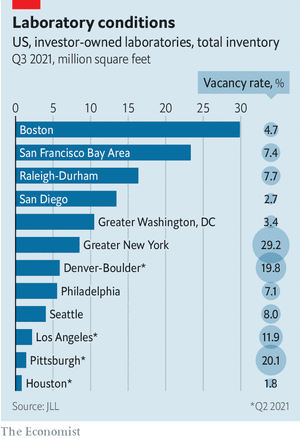 Laboratory conditions
US, investor-owned laboratories, total inventory
Q3 2021, million square feet
Vacancy rate, %
0 5 10 15 20 25 30
Boston 4.7
San Francisco Bay Area 7.4
Raleigh-Durham 7.7
San Diego 2.7
Greater Washington, DC 3.4
Greater New York 29.2
Denver-Boulder* 19.8
Philadelphia 7.1
Seattle 8.0
Los Angeles* 11.9
Pittsburgh* 20.1
Houston* 1.8
Source: JLL *Q2 2021
The Economist